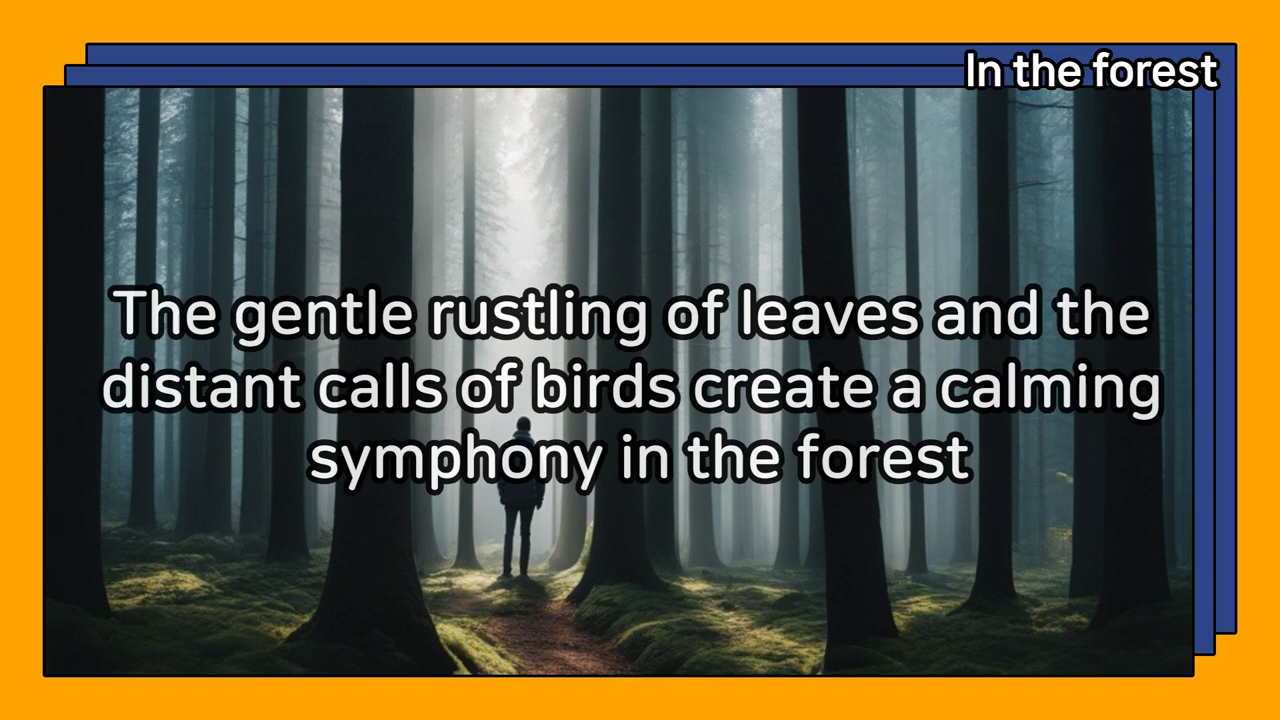 In the forest
The gentle rustling of leaves and the
distant calls of birds create a calming
symphony in the forest